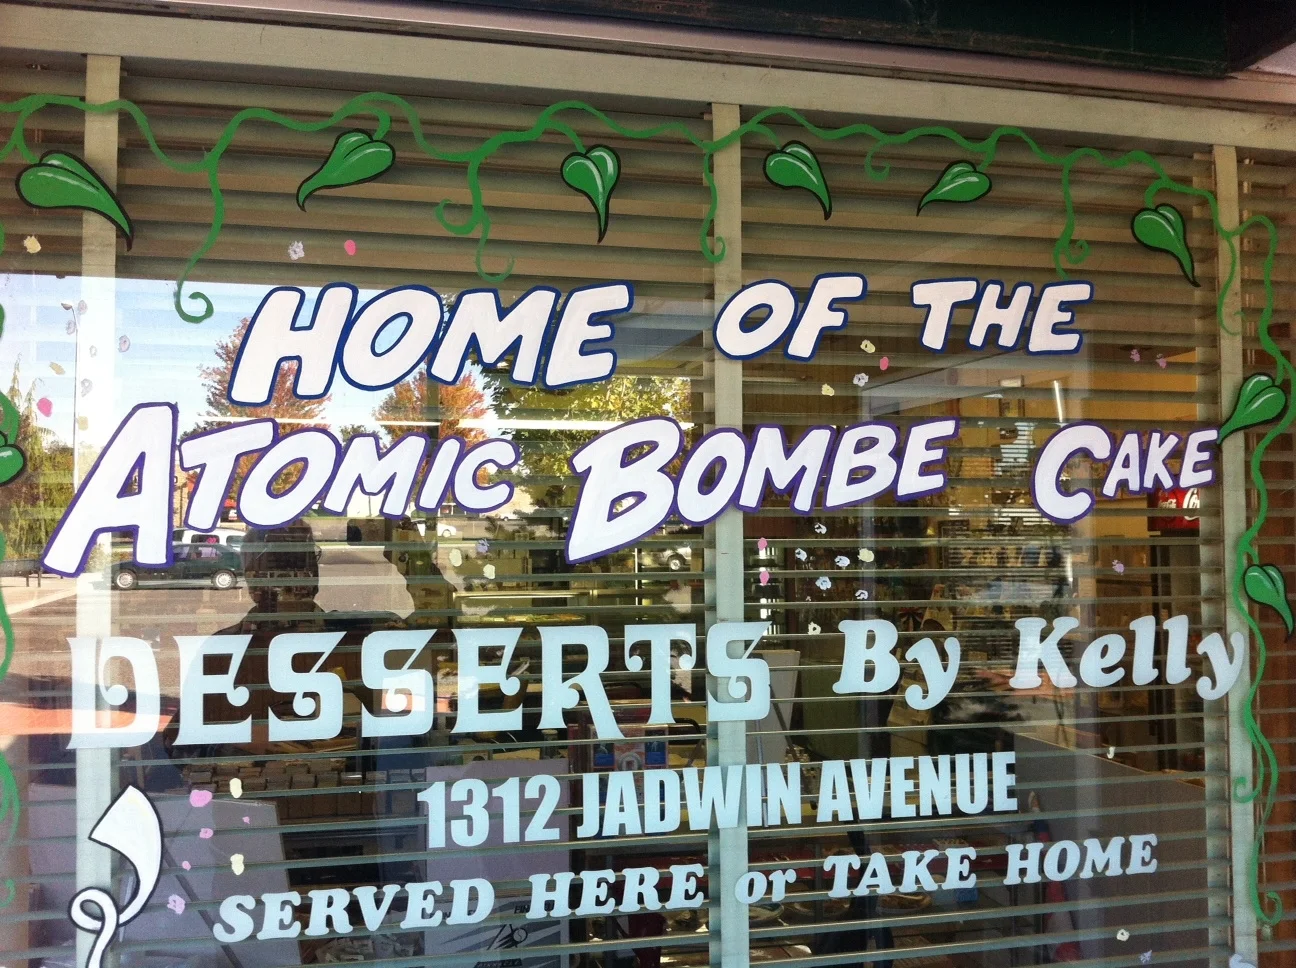 HOME OF THE
ATOMIC BOMBE CAKE
DESSERTS By Kelly
1312 JADWIN AVENUE
SERVED HERE or TAKE HOME